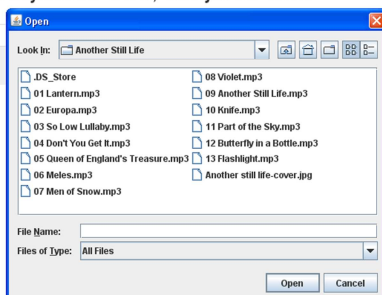 Open
Look In: Another Still Life
.DS_Store
01 Lantern.mp3
02 Europa.mp3
03 So Low Lullaby.mp3
04 Don't You Get It.mp3
05 Queen of England's Treasure.mp3
06 Meles.mp3
07 Men of Snow.mp3
08 Violet.mp3
09 Another Still Life.mp3
10 Knife.mp3
11 Part of the Sky.mp3
12 Butterfly in a Bottle.mp3
13 Flashlight.mp3
Another still life-cover.jpg
File Name:
Files of Type: All Files
Open Cancel